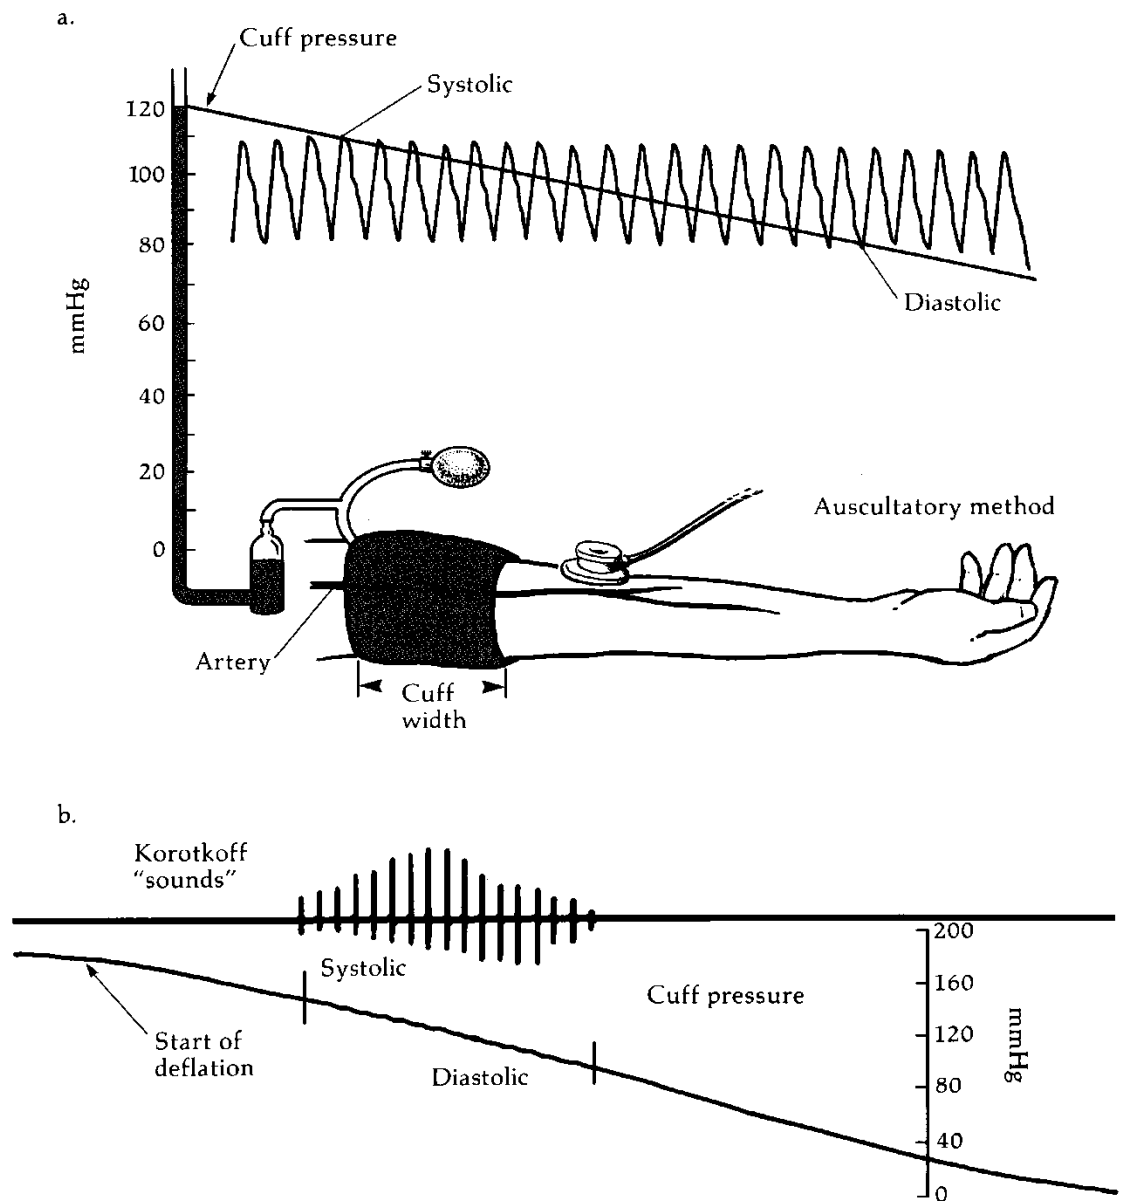 a.
Cuff pressure
Systolic
120
100
80
60
40
20
0
mmHg
Diastolic
Auscultatory method
Artery
Cuff
width
b.
Korotkoff
"sounds"
Systolic
Cuff pressure
Start of
deflation
Diastolic
200
160
120
80
40
0
mmHg